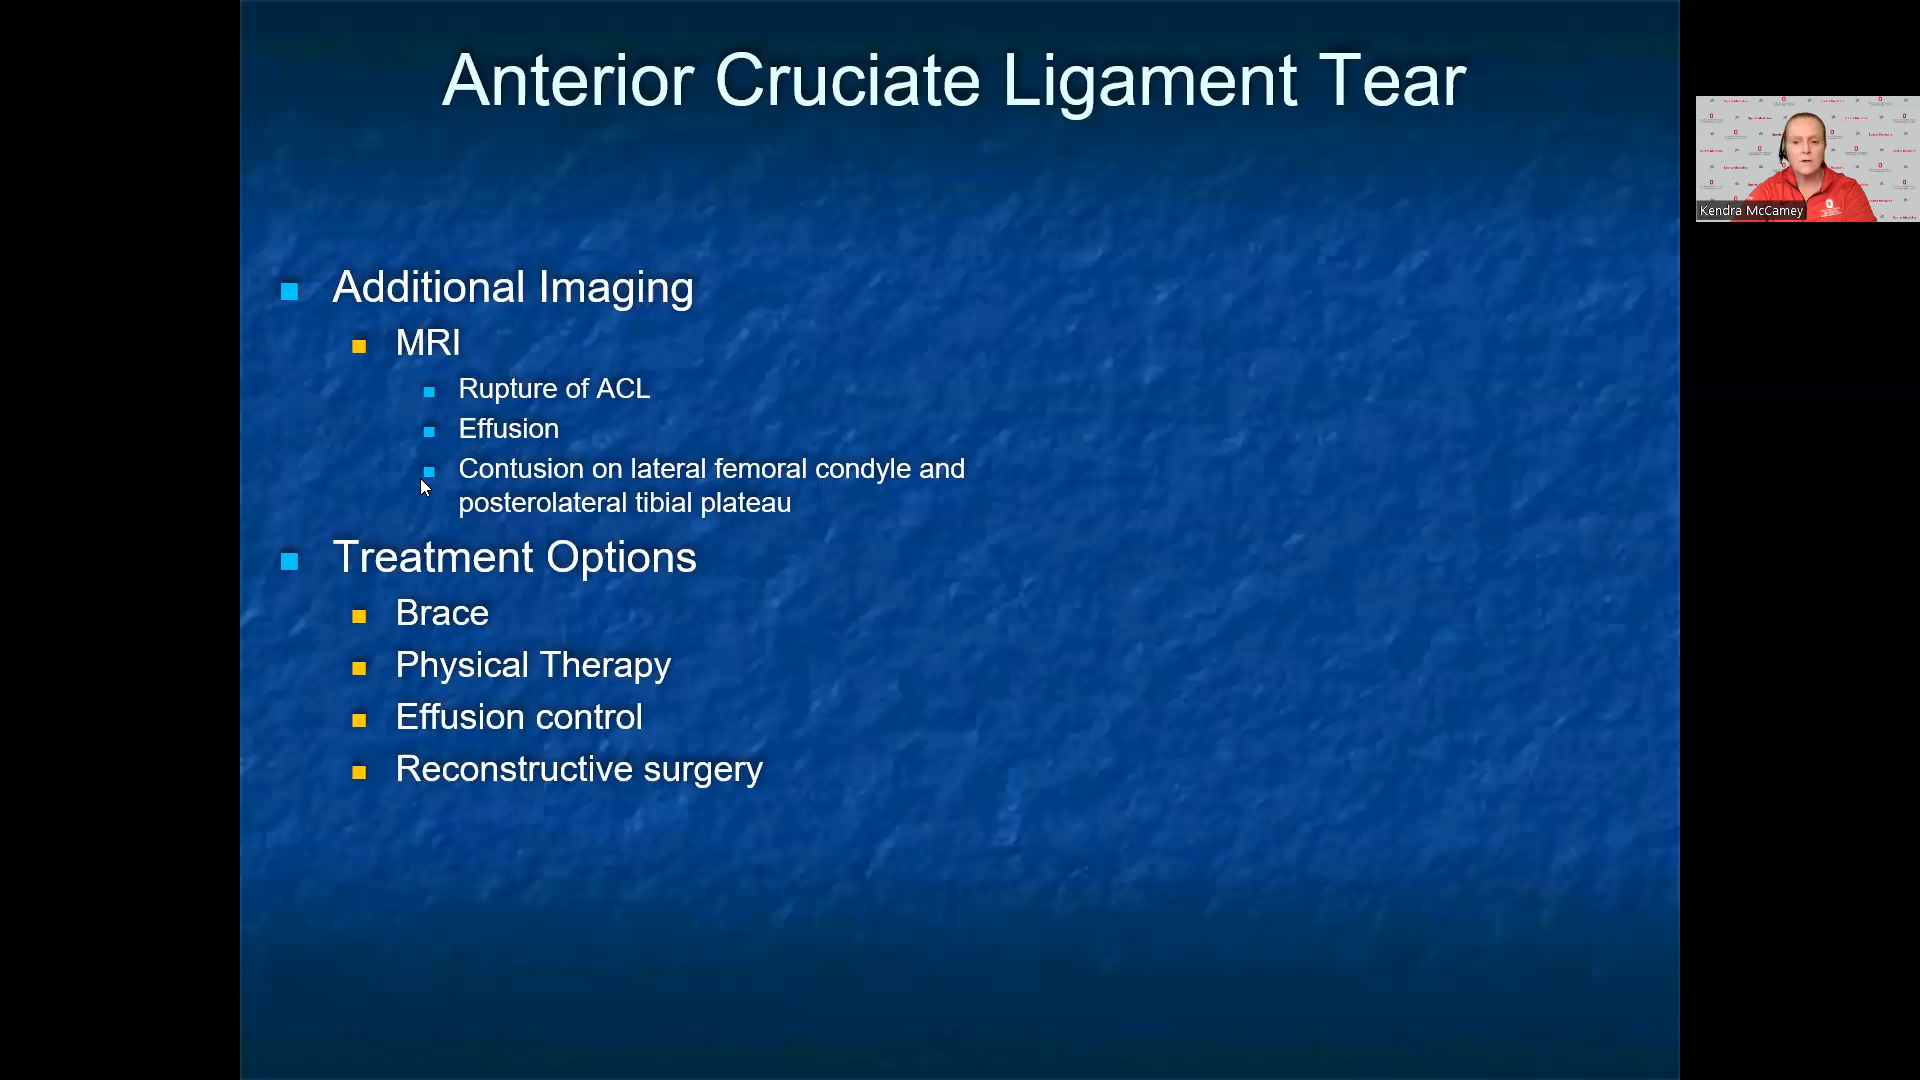 Anterior Cruciate Ligament Tear
Additional Imaging
MRI
Rupture of ACL
Effusion
Contusion on lateral femoral condyle and
posterolateral tibial plateau
Treatment Options
Brace
Physical Therapy
Effusion control
Reconstructive surgery
Kendra McCamey